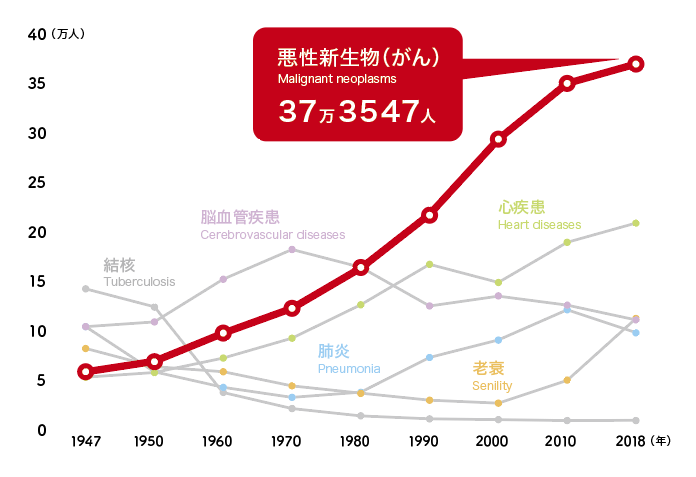 40（万人）
35
30
25
20
15
10
5
0
悪性新生物（がん）
Malignant neoplasms
37万3547人
脳血管疾患
Cerebrovascular diseases
心疾患
Heart diseases
結核
Tuberculosis
肺炎
Pneumonia
老衰
Senility
1947 1950 1960 1970 1980 1990 2000 2010 2018（年）